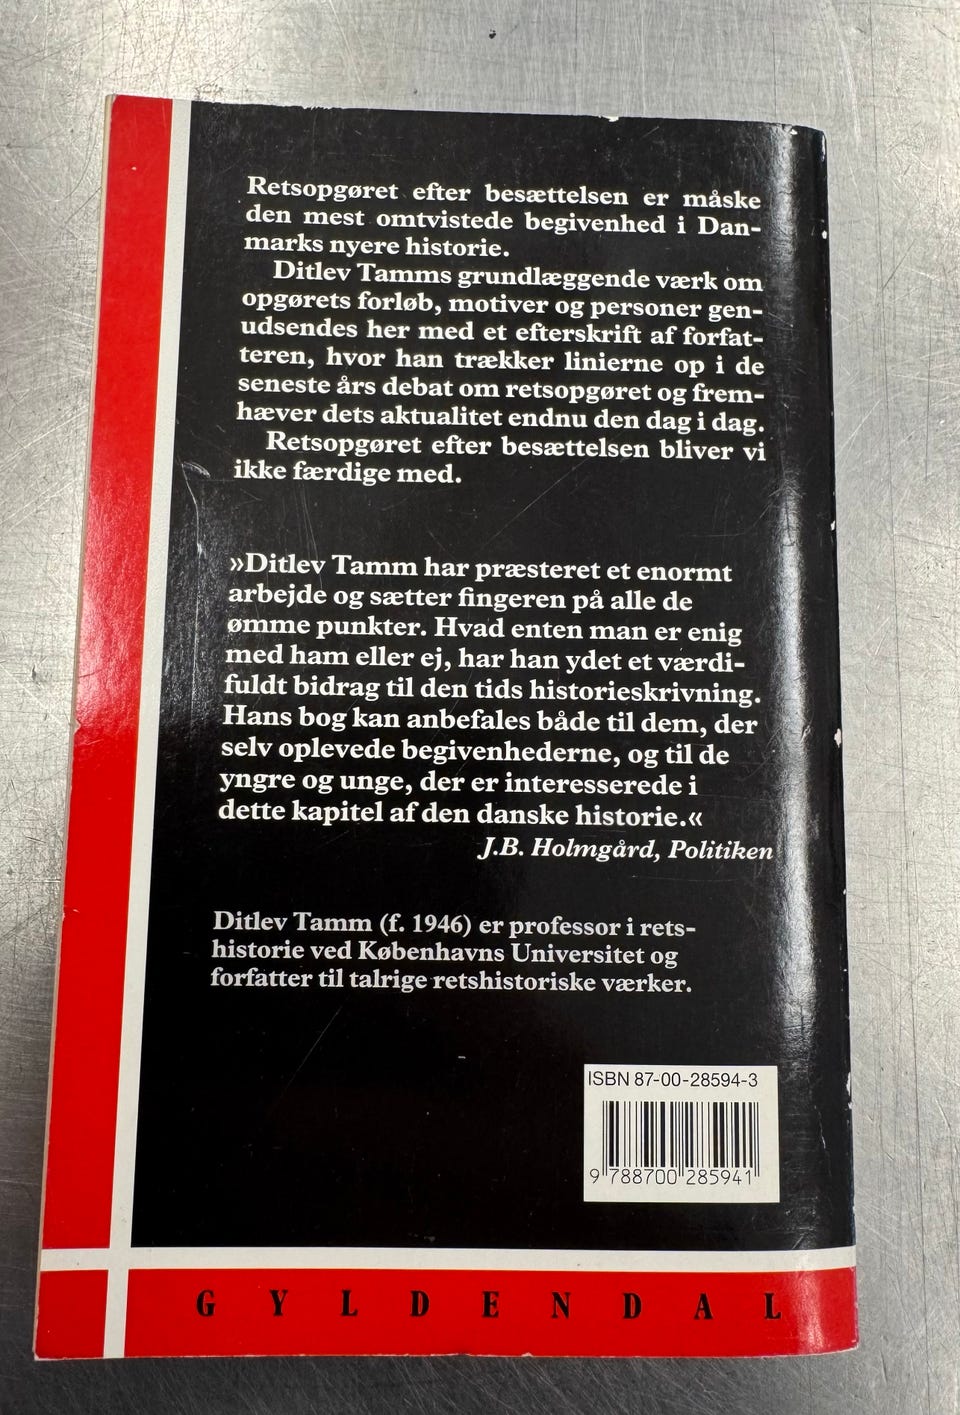 Retsopgøret efter besættelsen er måske
den mest omtvistede begivenhed i Dan-
marks nyere historie.
Ditlev Tamms grundlæggende værk om
opgørets forløb, motiver og personer gen-
udsendes her med et efterskrift af forfat-
teren, hvor han trækker linierne op i de
seneste års debat om retsopgøret og frem-
hæver dets aktualitet endnu den dag i dag.
Retsopgøret efter besættelsen bliver vi
ikke færdige med.
»Ditlev Tamm har præsteret et enormt
arbejde og sætter fingeren på alle de
ømme punkter. Hvad enten man er enig
med ham eller ej, har han ydet et værdi-
fuldt bidrag til den tids historieskrivning.
Hans bog kan anbefales både til dem, der
selv oplevede begivenhederne, og til de
yngre og unge, der er interesserede i
dette kapitel af den danske historie.«
J.B. Holmgård, Politiken
Ditlev Tamm (f. 1946) er professor i rets-
historie ved Københavns Universitet og
forfatter til talrige retshistoriske værker.
ISBN 87-00-28594-3
9 788700 285941
GYLDENDAL